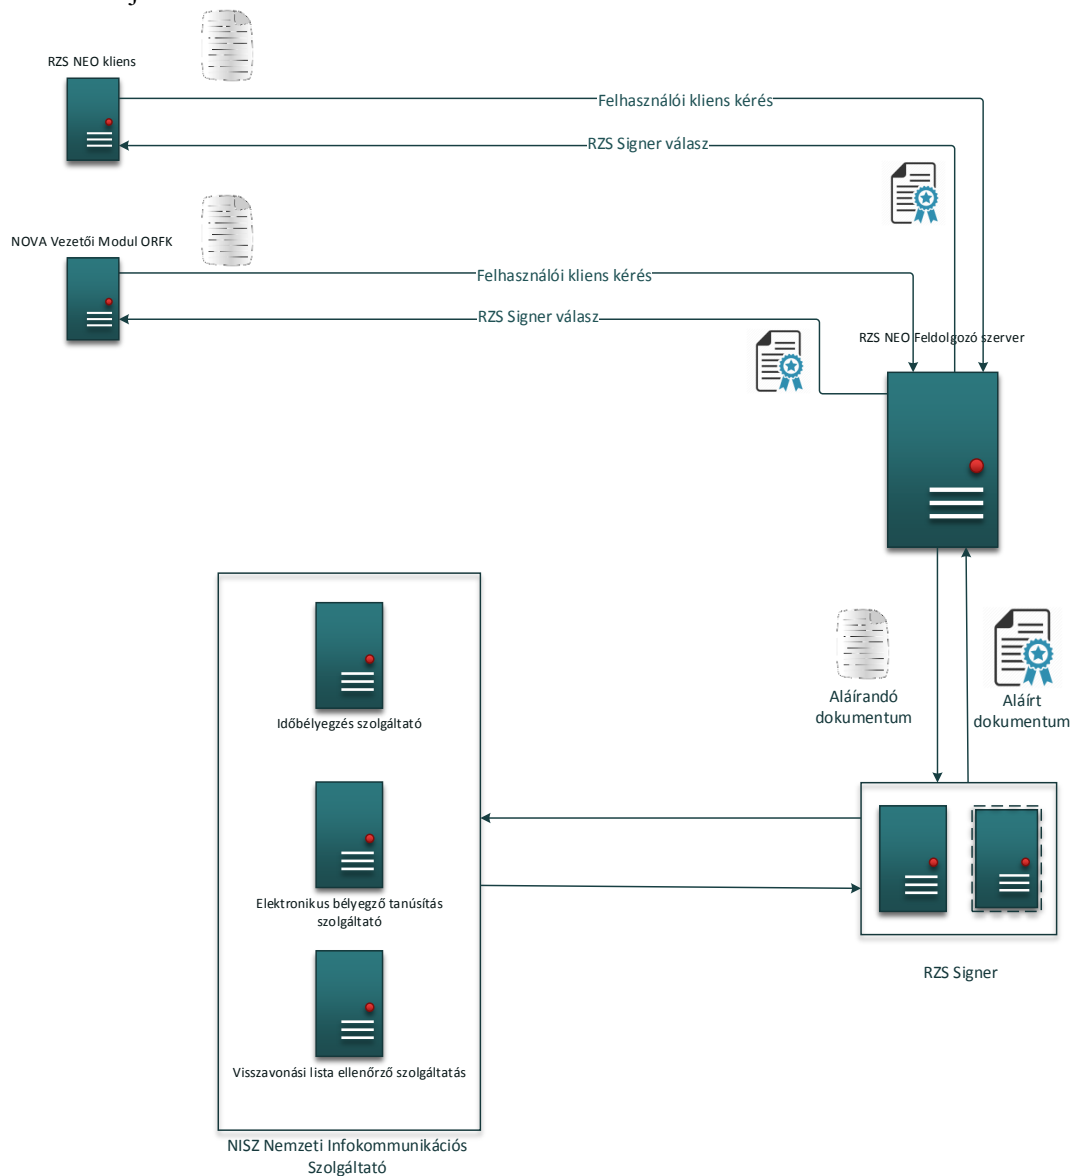 RZS NEO kliens
Felhasználói kliens kérés
RZS Signer válasz
NOVA Vezetői Modul ORFK
Felhasználói kliens kérés
RZS Signer válasz
RZS NEO Feldolgozó szerver
Aláírandó
dokumentum
Aláírt
dokumentum
Időbélyegzés szolgáltató
Elektronikus bélyegző tanúsítás
szolgáltató
RZS Signer
Visszavonási lista ellenőrző szolgáltatás
NISZ Nemzeti Infokommunikációs
Szolgáltató